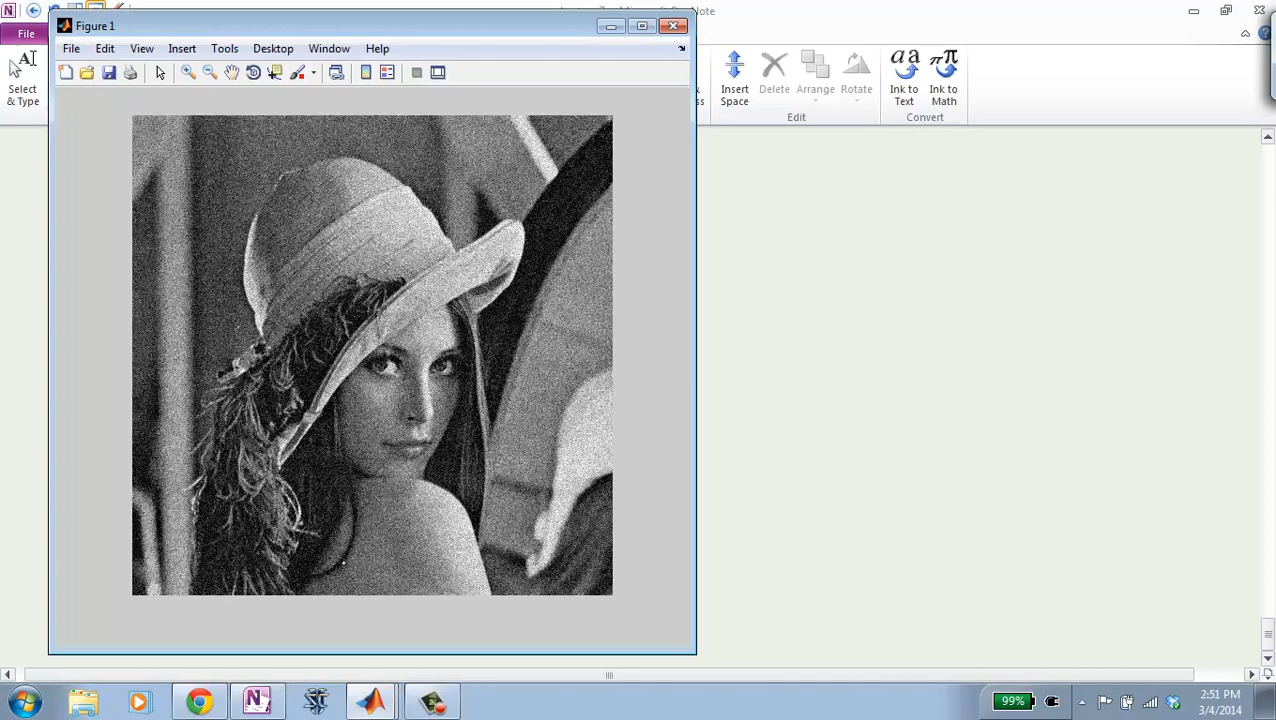 Note
File
Select
& Type
Figure 1
File Edit View Insert Tools Desktop Window Help
Insert
Space
Delete
Arrange
Rotate
Edit
Ink to
Text
Ink to
Math
Convert
99%
2:51 PM
3/4/2014